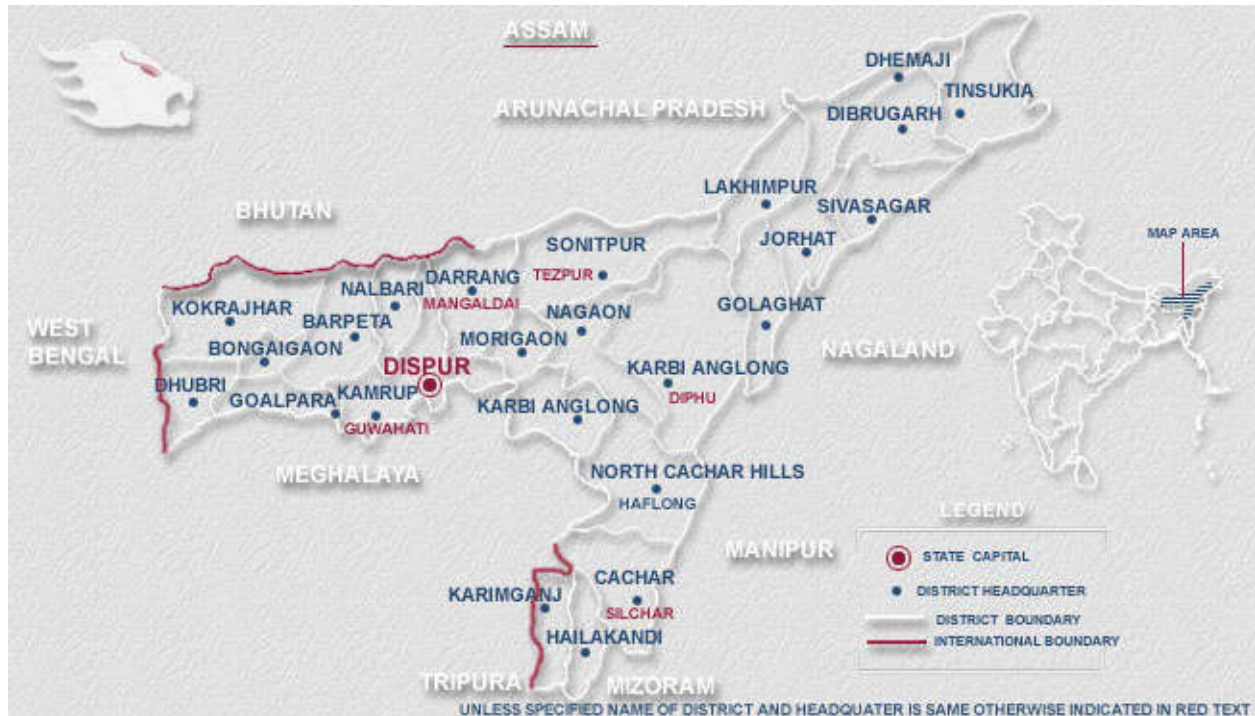 ASSAM
DHEMAJI
TINSUKIA
ARUNACHAL PRADESH
DIBRUGARH
LAKHIMPUR
SIVASAGAR
BHUTAN
MAP AREA
SONITPUR
JORHAT
TEZPUR
DARRANG
NALBARI
MANGALDAI
KOKRAJHAR
GOLAGHAT
NAGAON
BARPETA
WEST
BENGAL
MORIGAON
BONGAIGAON
NAGALAND
DISPUR
KARBI ANGLONG
DHUBRI
KAMRUP
GOALPARA
DIPHU
KARBI ANGLONG
GUWAHATI
MEGHALAYA
NORTH CACHAR HILLS
HAFLONG
LEGEND
MANIPUR
STATE CAPITAL
CACHAR
DISTRICT HEADQUARTER
KARIMGANJ
SILCHAR
DISTRICT BOUNDARY
HAILAKANDI
INTERNATIONAL BOUNDARY
TRIPURA
MIZORAM
UNLESS SPECIFIED NAME OF DISTRICT AND HEADQUATER IS SAME OTHERWISE INDICATED IN RED TEXT